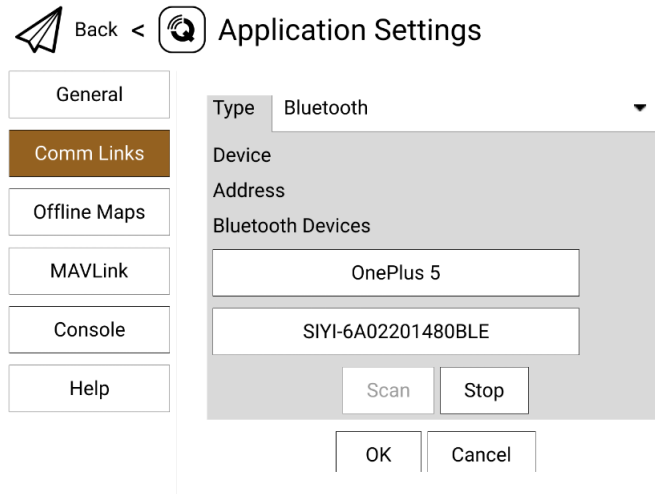 Back < Application Settings
General
Comm Links
Offline Maps
MAVLink
Console
Help
Type Bluetooth
Device
Address
Bluetooth Devices
OnePlus 5
SIYI-6A02201480BLE
Scan Stop
OK Cancel